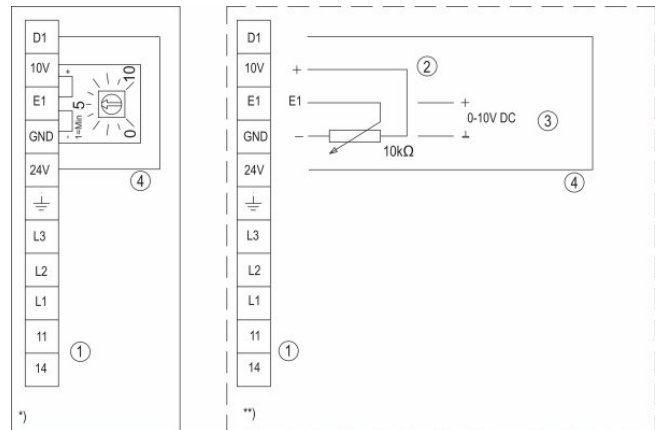 D1
10V
E1
GND
24V
L3
L2
L1
11
14
+
-
5
10
0
1=Min
4
1
*)
D1
10V
E1
GND
24V
L3
L2
L1
11
14
+
E1
–
10kΩ
2
+
0-10V DC
3
4
1
**)